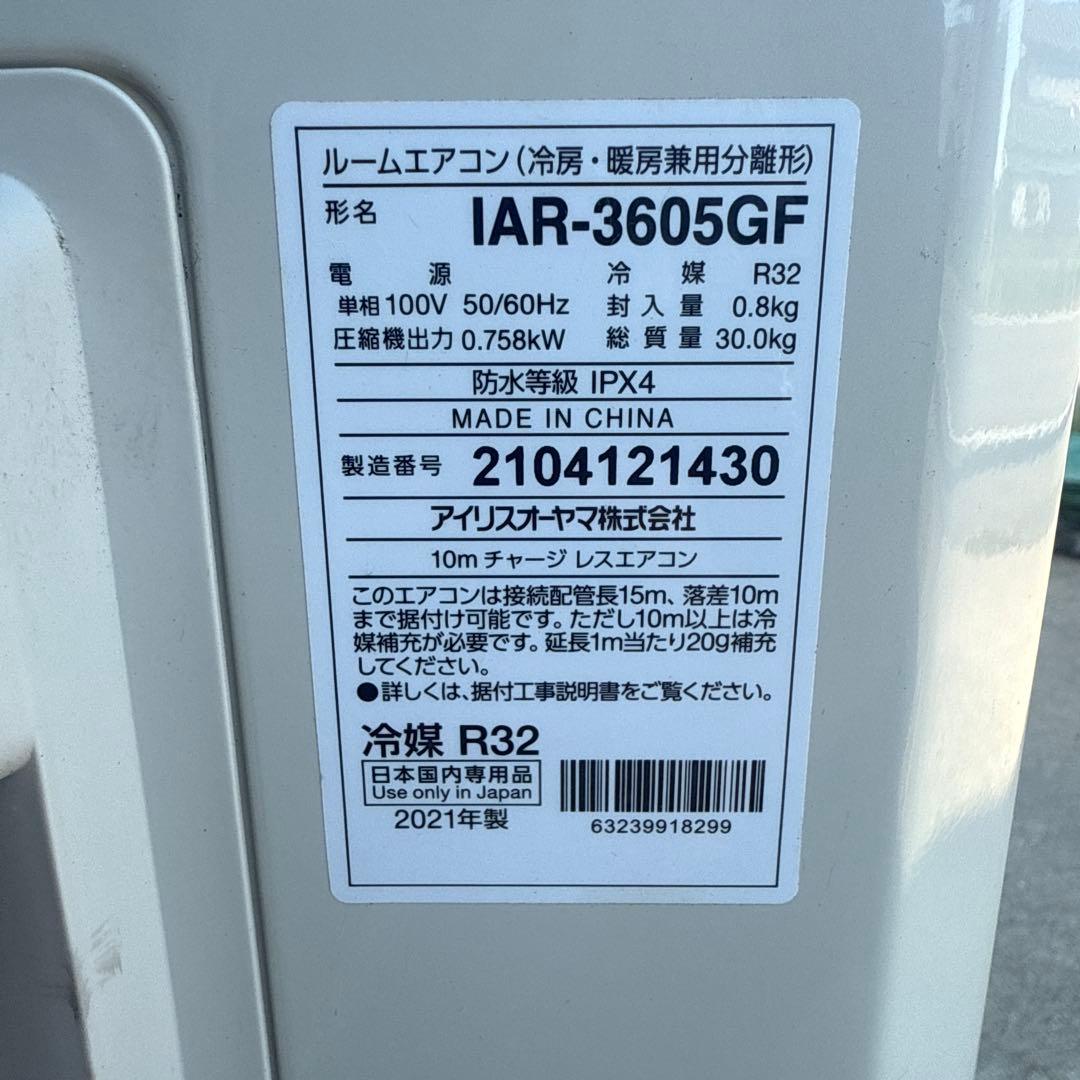 ルームエアコン(冷房・暖房兼用分離形)
形名 IAR-3605GF
電源 冷媒 R32
単相100V 50/60Hz 封入量 0.8kg
圧縮機出力 0.758kW 総質量 30.0kg
防水等級 IPX4
MADE IN CHINA
製造番号 2104121430
アイリスオーヤマ株式会社
10m チャージ レスエアコン
このエアコンは接続配管長15m、落差10m
まで据付け可能です。ただし10m以上は冷
媒補充が必要です。延長1m当たり20g補充
してください。
●詳しくは、据付工事説明書をご覧ください。
冷媒 R32
日本国内専用品
Use only in Japan
2021年製
63239918299